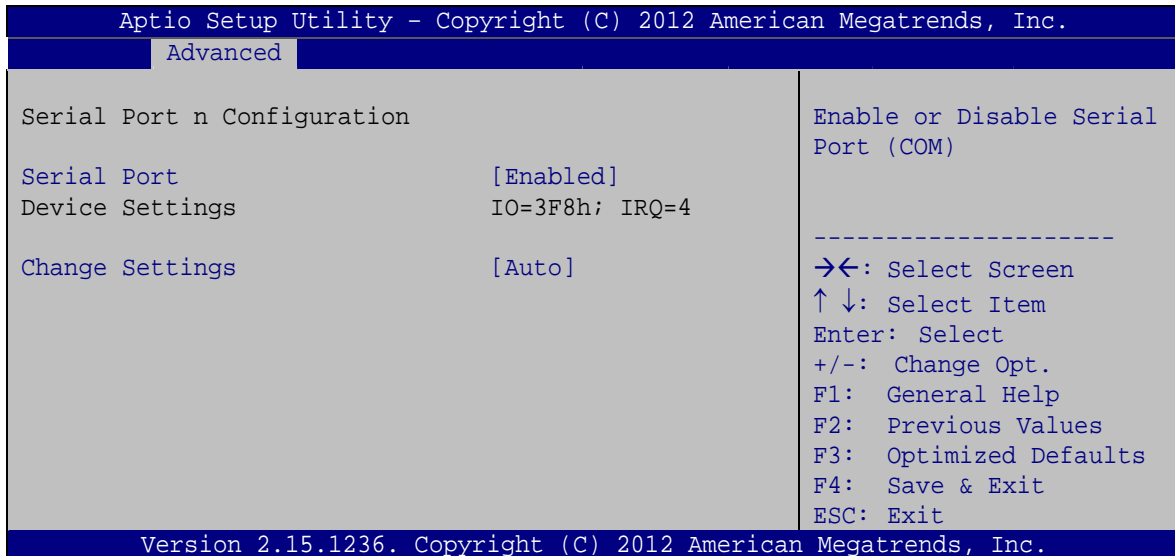 Aptio Setup Utility – Copyright (C) 2012 American Megatrends, Inc.
Advanced
Serial Port n Configuration
Serial Port [Enabled]
Device Settings IO=3F8h; IRQ=4
Change Settings [Auto]
Enable or Disable Serial
Port (COM)
---------------------
→←: Select Screen
↑ ↓: Select Item
Enter: Select
+/-: Change Opt.
F1: General Help
F2: Previous Values
F3: Optimized Defaults
F4: Save & Exit
ESC: Exit
Version 2.15.1236. Copyright (C) 2012 American Megatrends, Inc.